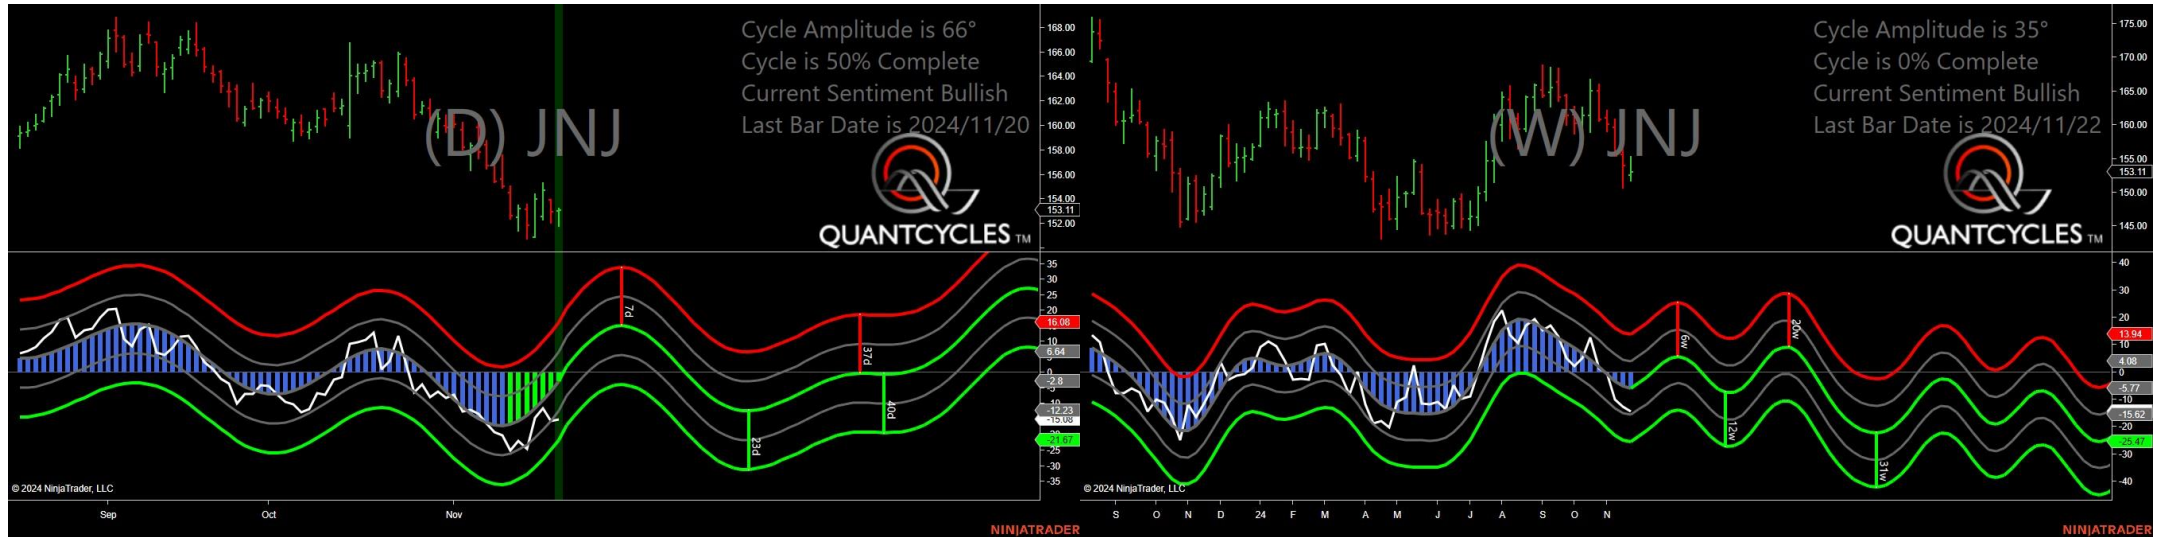 Cycle Amplitude is 66°
Cycle is 50% Complete
Current Sentiment Bullish
Last Bar Date is 2024/11/20
(D) JNJ
QUANTCYCLES TM
168.00
166.00
164.00
162.00
160.00
158.00
156.00
154.00
153.11
152.00
7d
23d
37d
40d
35
30
25
20
16.08
10
6.64
5
0
-2.8
-5
-10
-12.23
-15.08
-21.67
-25
-30
-35
© 2024 NinjaTrader, LLC
Sep
Oct
Nov
NINJATRADER
Cycle Amplitude is 35°
Cycle is 0% Complete
Current Sentiment Bullish
Last Bar Date is 2024/11/22
(W) JNJ
QUANTCYCLES TM
175.00
170.00
165.00
160.00
155.00
153.11
150.00
145.00
6w
12w
20w
31w
40
30
20
13.94
10
4.08
0
-5.77
-10
-15.62
-20
-25.47
-30
-40
© 2024 NinjaTrader, LLC
S O N D 24 F M A M J J A S O N
NINJATRADER